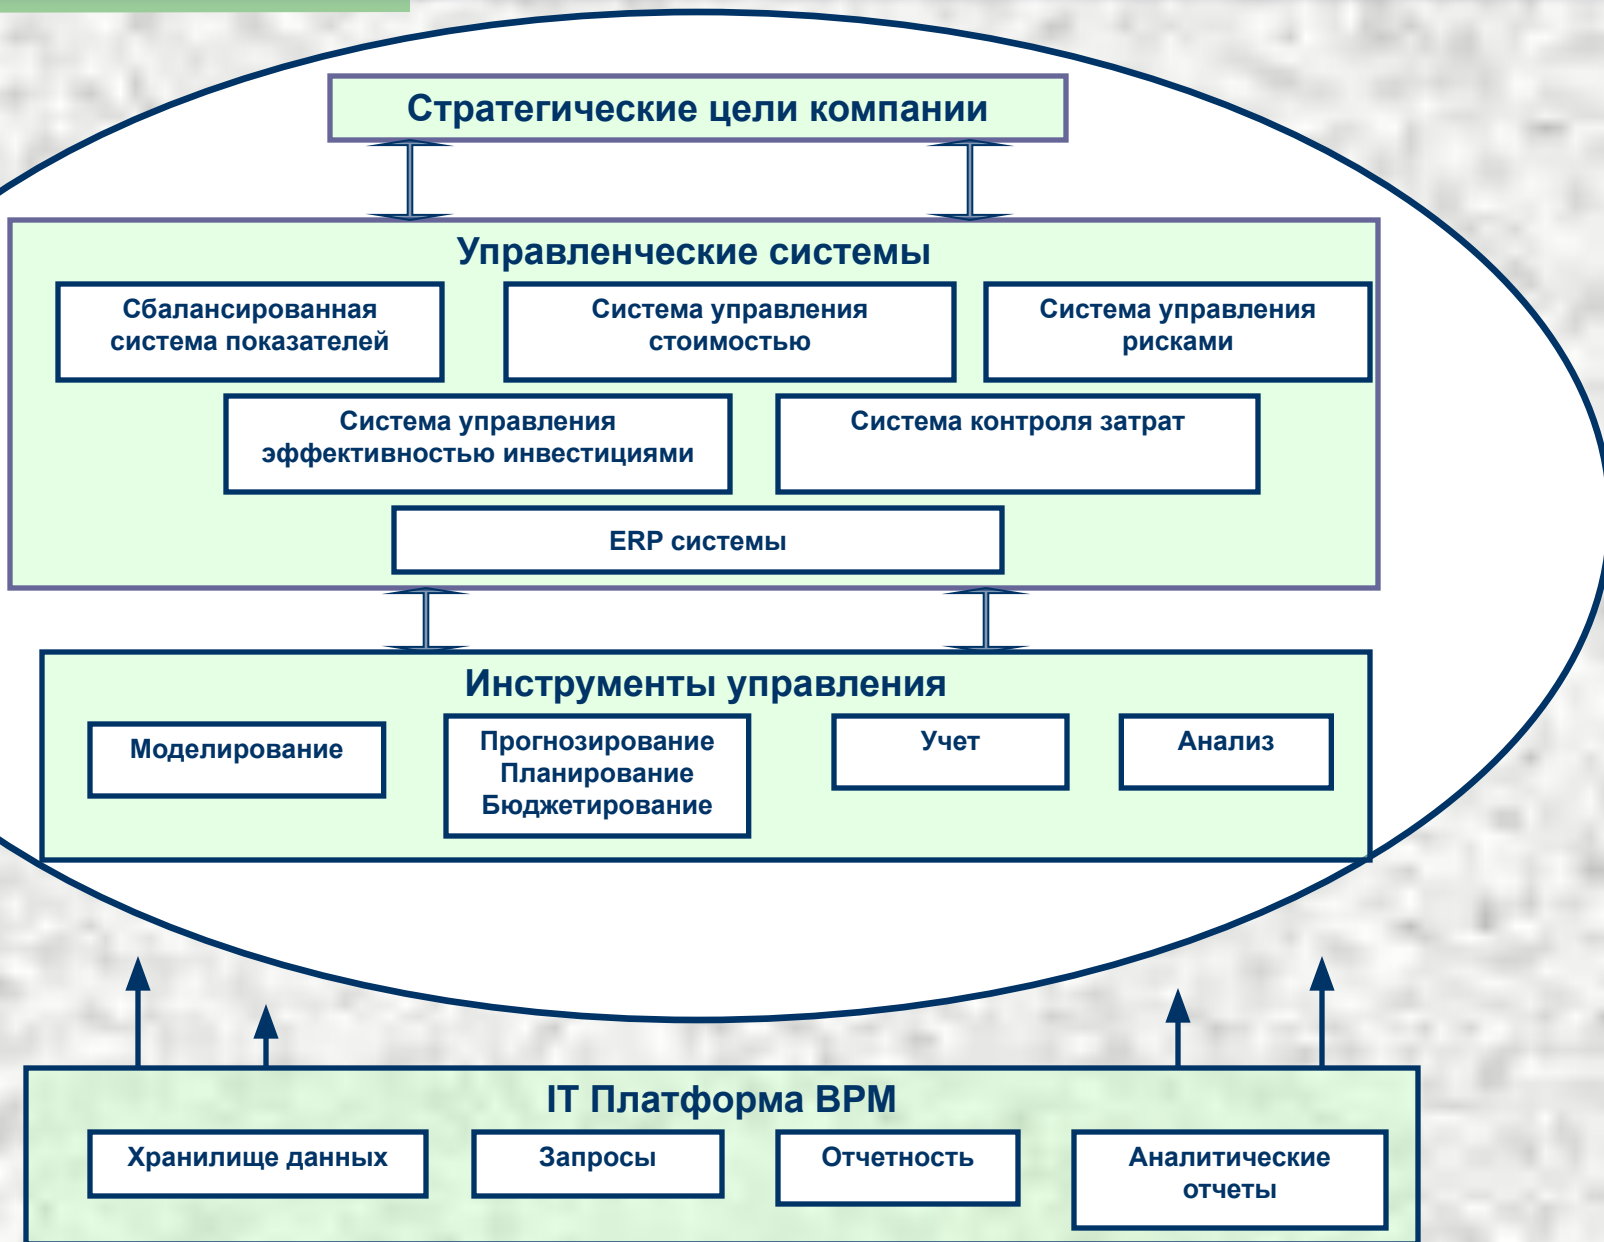 Стратегические цели компании
Управленческие системы
Сбалансированная
система показателей
Система управления
стоимостью
Система управления
рисками
Система управления
эффективностью инвестициями
Система контроля затрат
ERP системы
Инструменты управления
Моделирование
Прогнозирование
Планирование
Бюджетирование
Учет
Анализ
IT Платформа BPM
Хранилище данных
Запросы
Отчетность
Аналитические
отчеты